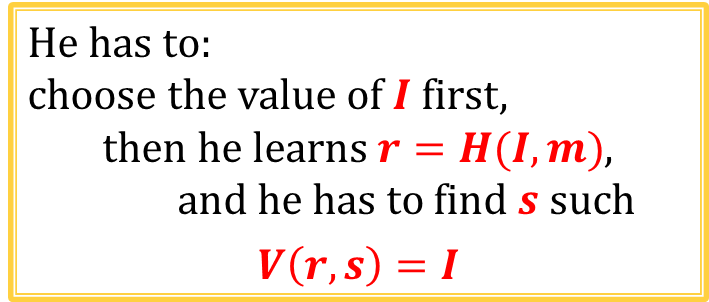 He has to:
choose the value of I first,
then he learns r = H(I, m),
and he has to find s such
V(r, s) = I